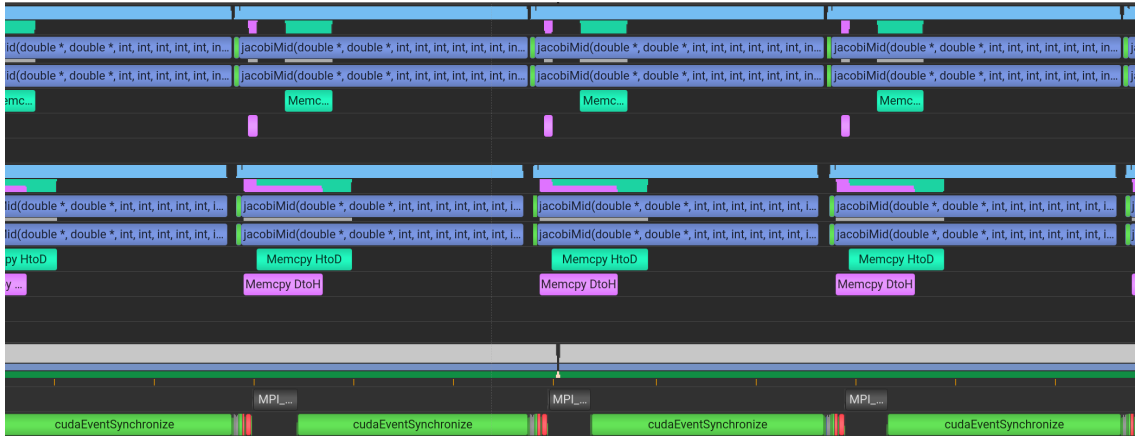 id(double *, double *, int, int, int, int, int, in... jacobiMid(double *, double *, int, int, int, int, int, in... jacobiMid(double *, double *, int, int, int, int, int, in... jacobiMid(double *, double *, int, int, int, int, int, in...
id(double *, double *, int, int, int, int, int, in... jacobiMid(double *, double *, int, int, int, int, int, in... jacobiMid(double *, double *, int, int, int, int, int, in... jacobiMid(double *, double *, int, int, int, int, int, in...
emc... Memc... Memc... Memc...
iid(double *, double *, int, int, int, int, int, i... jacobiMid(double *, double *, int, int, int, int, int, i... jacobiMid(double *, double *, int, int, int, int, int, i... jacobiMid(double *, double *, int, int, int, int, int, i...
iid(double *, double *, int, int, int, int, int, i... jacobiMid(double *, double *, int, int, int, int, int, i... jacobiMid(double *, double *, int, int, int, int, int, i... jacobiMid(double *, double *, int, int, int, int, int, i...
py HtoD Memcpy HtoD Memcpy HtoD Memcpy HtoD
y ... Memcpy DtoH Memcpy DtoH Memcpy DtoH
MPI_... MPI_... MPI_...
cudaEventSynchronize cudaEventSynchronize cudaEventSynchronize cudaEventSynchronize